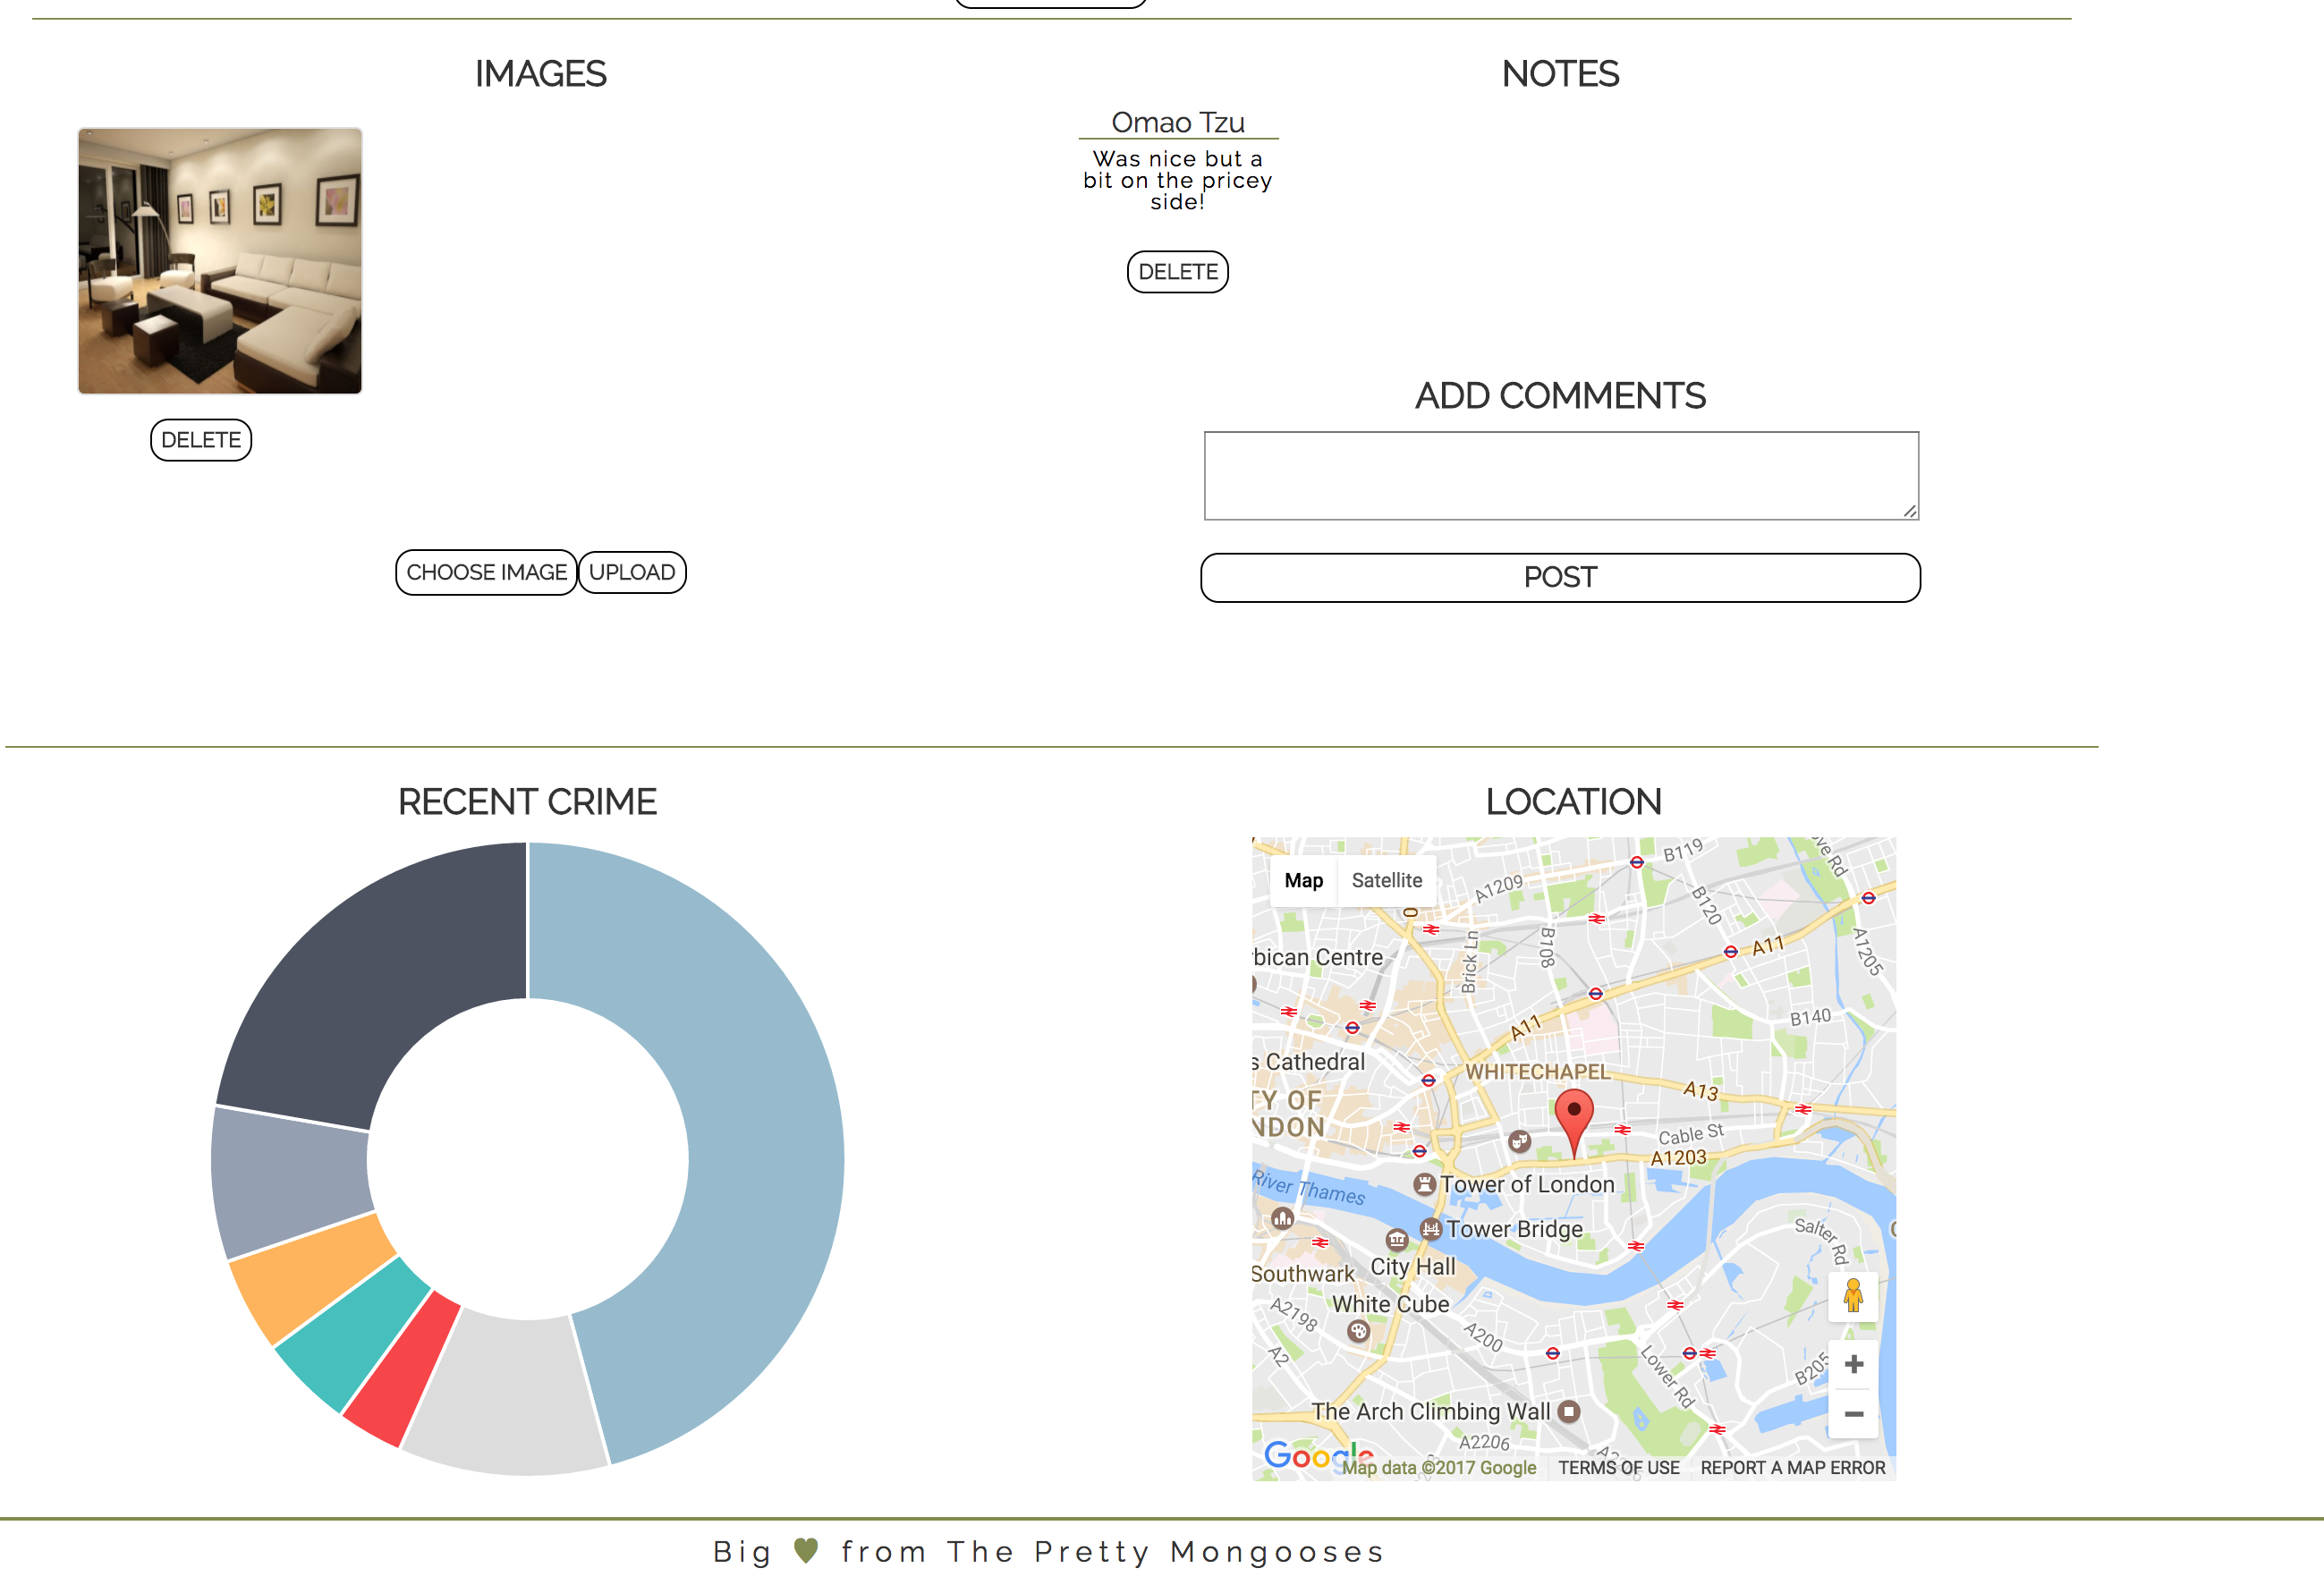 IMAGES
NOTES
Omao Tzu
Was nice but a
bit on the pricey
side!
DELETE
DELETE
ADD COMMENTS
CHOOSE IMAGE
UPLOAD
POST
RECENT CRIME
LOCATION
Map
Satellite
B119
A1209
B120
A11
A1205
bican Centre
Brick Ln
B108
A11
B140
s Cathedral
WHITECHAPEL
A13
TY OF
NDON
Cable St
A1203
River Thames
Tower of London
Tower Bridge
Salter Rd
City Hall
Southwark
White Cube
A2198
A200
A2
Lower Rd
B205
The Arch Climbing Wall
A2206
Google
Map data ©2017 Google
TERMS OF USE
REPORT A MAP ERROR
Big ♥ from The Pretty Mongooses